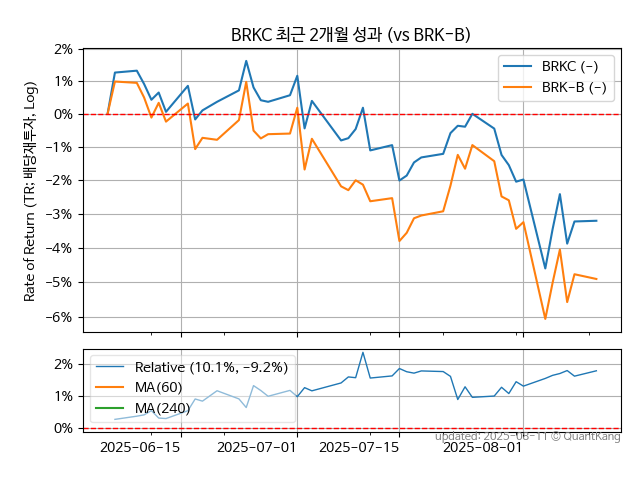 BRKC 최근 2개월 성과 (vs BRK-B)
Rate of Return (TR; 배당재투자, Log)
2%
1%
0%
-1%
-2%
-3%
-4%
-5%
-6%
BRKC (-)
BRK-B (-)
2%
1%
0%
Relative (10.1%, -9.2%)
MA(60)
MA(240)
2025-06-15
2025-07-01
2025-07-15
2025-08-01
updated: 2025-08-11 © QuantKang